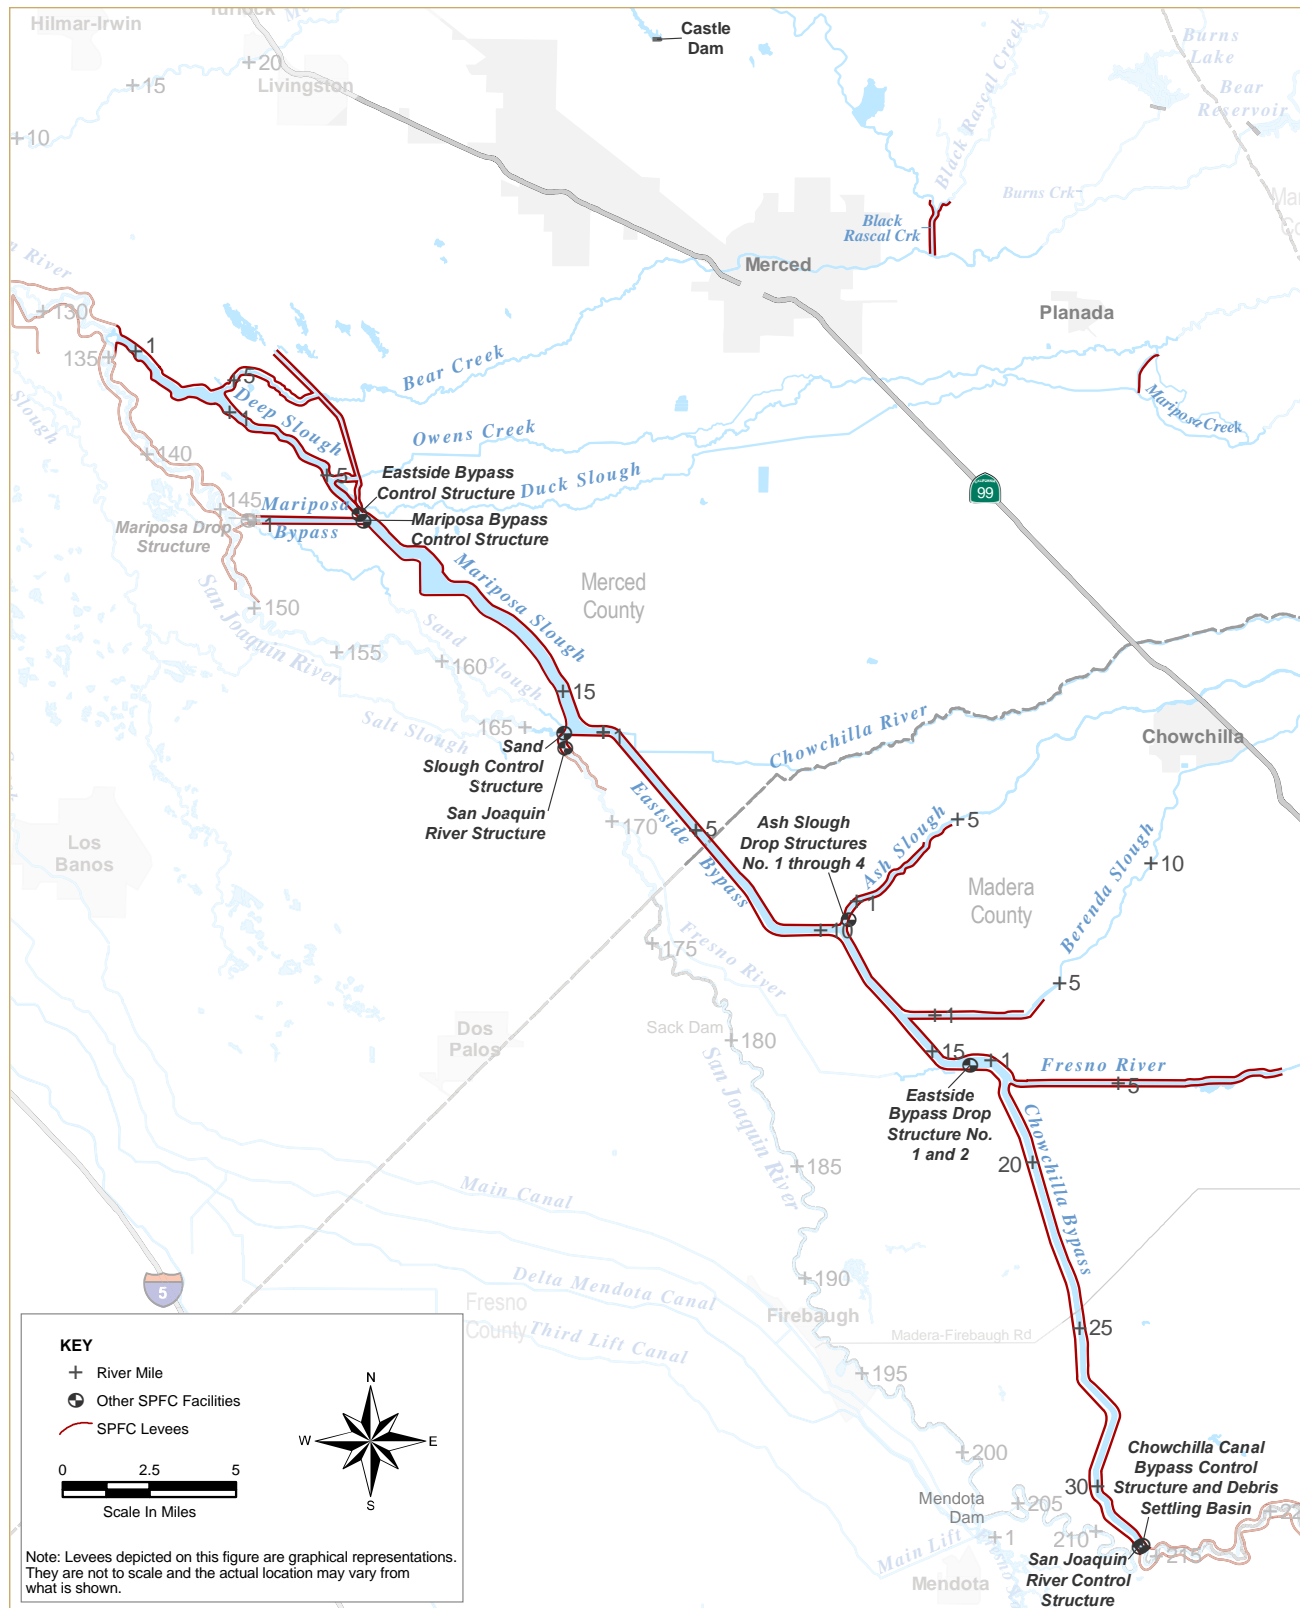 Hilmar-Irwin
Turlock
20
15
Livingston
10
Castle
Dam
Black Rascal Creek
Burns
Lake
Bear
Reservoir
Burns Crk
Black
Rascal Crk
Merced
Planada
River
130
135
1
5
Bear Creek
Deep Slough
1
Slough
Owens Creek
Mariposa Creek
140
5
Eastside Bypass
Control Structure
Duck Slough
CALIFORNIA
99
145
Mariposa
Bypass
1
Mariposa Drop
Structure
Mariposa Bypass
Control Structure
Mariposa Slough
Merced
County
150
San Joaquin River
155
Sand Slough
160
15
Salt Slough
165
1
Sand
Slough Control
Structure
San Joaquin
River Structure
Chowchilla River
Chowchilla
Eastside Bypass
5
170
Los
Banos
Ash Slough
Drop Structures
No. 1 through 4
Ash Slough
5
1
10
Berenda Slough
10
Madera
County
175
Fresno River
5
1
Sack Dam
180
Dos
Palos
15
1
Fresno River
5
San Joaquin River
Eastside
Bypass Drop
Structure No.
1 and 2
Chowchilla Bypass
20
185
Main Canal
Delta Mendota Canal
190
Firebaugh
Third Lift Canal
Fresno
County
Madera-Firebaugh Rd
25
5
195
200
Mendota
Dam
205
30
210
1
Main Lift
Mendota
215
Chowchilla Canal
Bypass Control
Structure and Debris
Settling Basin
San Joaquin
River Control
Structure
KEY
River Mile
Other SPFC Facilities
SPFC Levees
N
W
E
S
0 2.5 5
Scale In Miles
Note: Levees depicted on this figure are graphical representations.
They are not to scale and the actual location may vary from
what is shown.